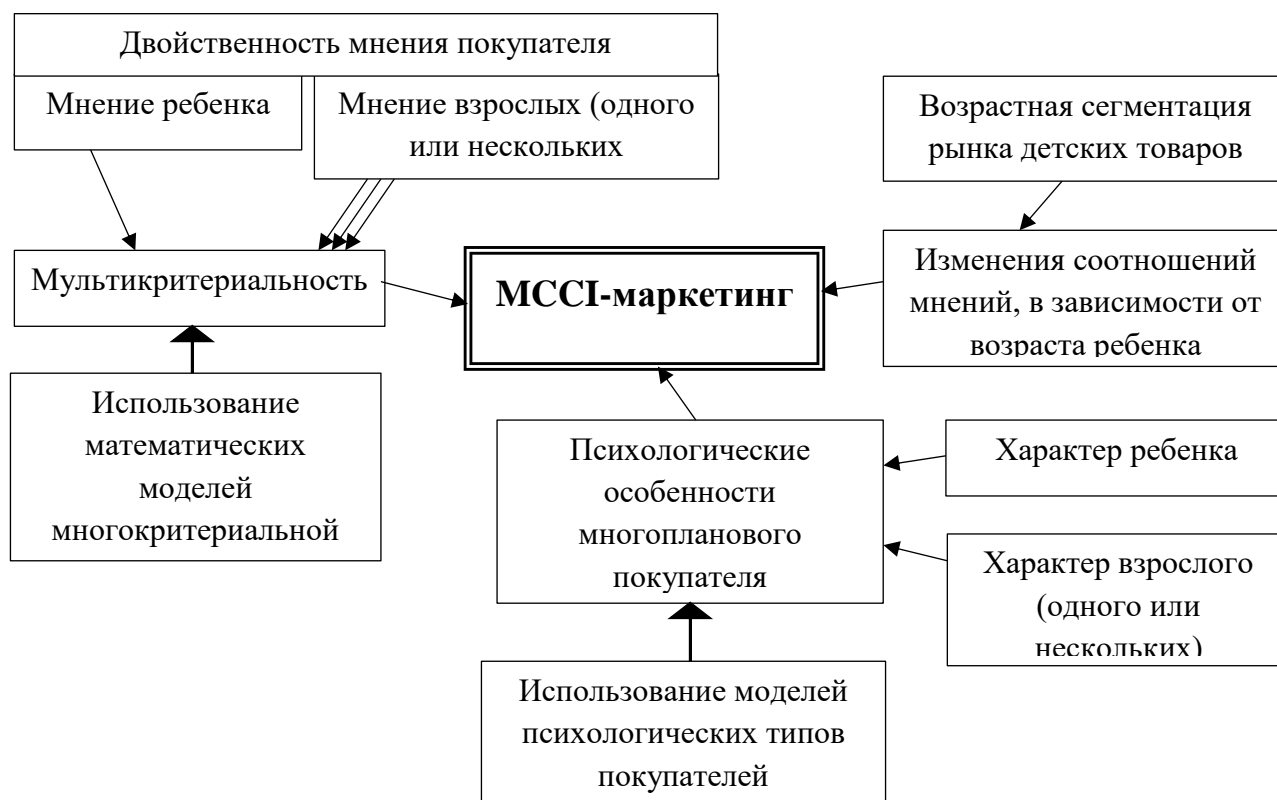 Двойственность мнения покупателя
Мнение ребенка
Мнение взрослых (одного
или нескольких
Возрастная сегментация
рынка детских товаров
Мультикритериальность
МССI-маркетинг
Изменения соотношений
мнений, в зависимости от
возраста ребенка
Использование
математических
моделей
многокритериальной
Психологические
особенности
многопланового
покупателя
Характер ребенка
Характер взрослого
(одного или
нескольких)
Использование моделей
психологических типов
покупателей